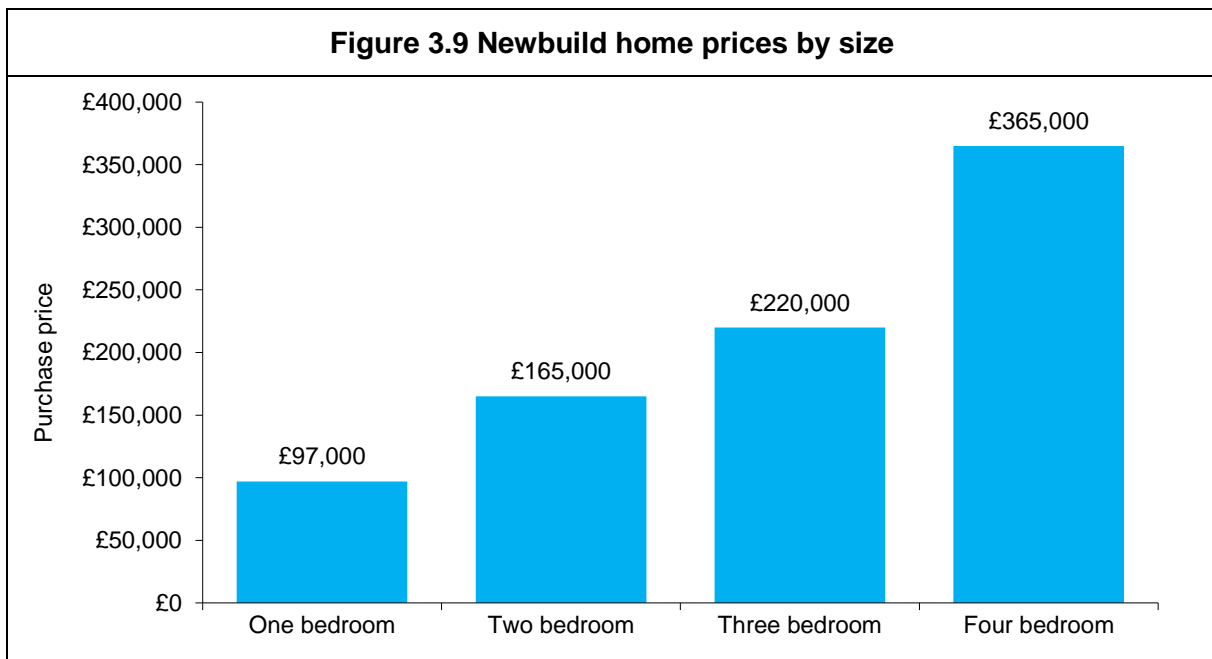 Figure 3.9 Newbuild home prices by size
£400,000
£350,000
£300,000
£250,000
£200,000
£150,000
£100,000
£50,000
£0
Purchase price
£97,000
£165,000
£220,000
£365,000
One bedroom
Two bedroom
Three bedroom
Four bedroom